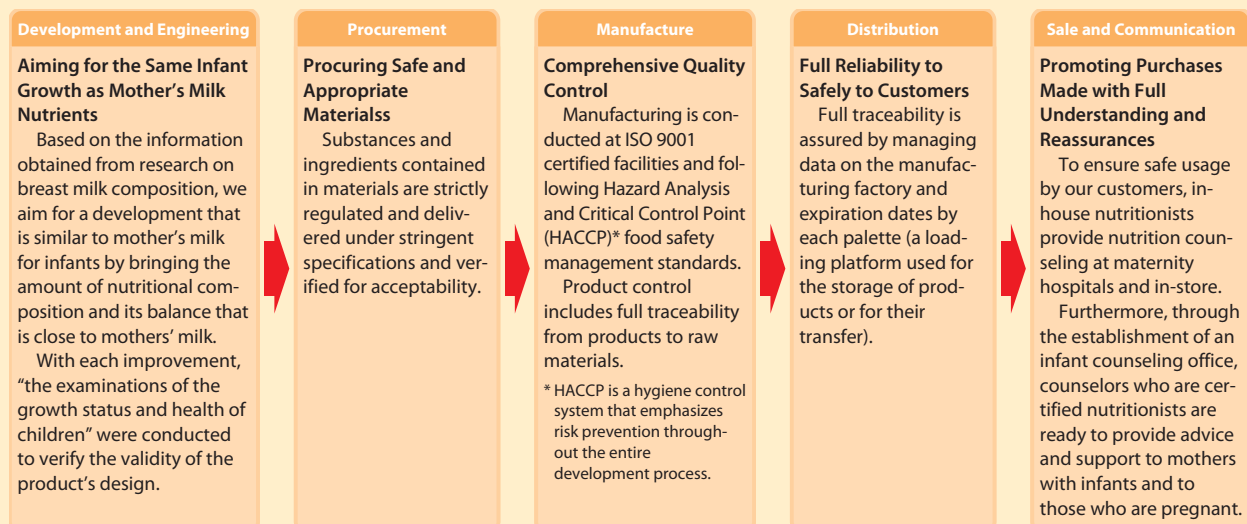 Development and Engineering
Aiming for the Same Infant
Growth as Mother’s Milk
Nutrients
Based on the information
obtained from research on
breast milk composition, we
aim for a development that
is similar to mother’s milk
for infants by bringing the
amount of nutritional com-
position and its balance that
is close to mothers’ milk.
With each improvement,
“the examinations of the
growth status and health of
children” were conducted
to verify the validity of the
product’s design.
Procurement
Procuring Safe and
Appropriate
Materialss
Substances and
ingredients contained
in materials are strictly
regulated and deliv-
ered under stringent
specifications and ver-
ified for acceptability.
Manufacture
Comprehensive Quality
Control
Manufacturing is con-
ducted at ISO 9001
certified facilities and fol-
lowing Hazard Analysis
and Critical Control Point
(HACCP)* food safety
management standards.
Product control
includes full traceability
from products to raw
materials.
* HACCP is a hygiene control
system that emphasizes
risk prevention through-
out the entire
development process.
Distribution
Full Reliability to
Safely to Customers
Full traceability is
assured by managing
data on the manufac-
turing factory and
expiration dates by
each palette (a load-
ing platform used for
the storage of prod-
ucts or for their
transfer).
Sale and Communication
Promoting Purchases
Made with Full
Understanding and
Reassurances
To ensure safe usage
by our customers, in-
house nutritionists
provide nutrition coun-
seling at maternity
hospitals and in-store.
Furthermore, through
the establishment of an
infant counseling office,
counselors who are cer-
tified nutritionists are
ready to provide advice
and support to mothers
with infants and to
those who are pregnant.